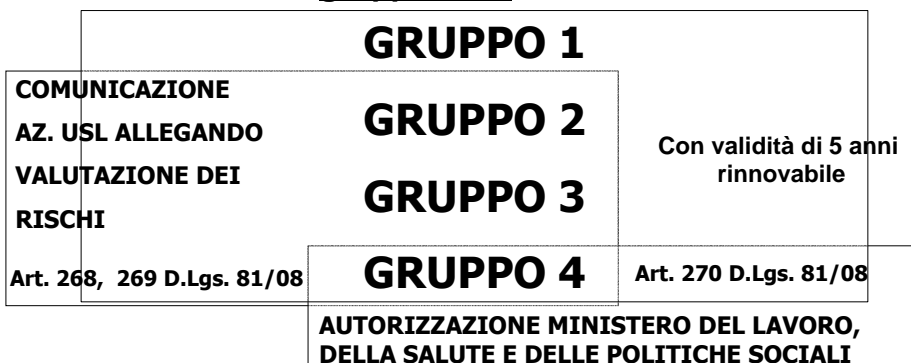 GRUPPO 1
COMUNICAZIONE
AZ. USL ALLEGANDO
VALUTAZIONE DEI
RISCHI
GRUPPO 2
GRUPPO 3
Con validità di 5 anni
rinnovabile
Art. 268, 269 D.Lgs. 81/08
GRUPPO 4
Art. 270 D.Lgs. 81/08
AUTORIZZAZIONE MINISTERO DEL LAVORO,
DELLA SALUTE E DELLE POLITICHE SOCIALI